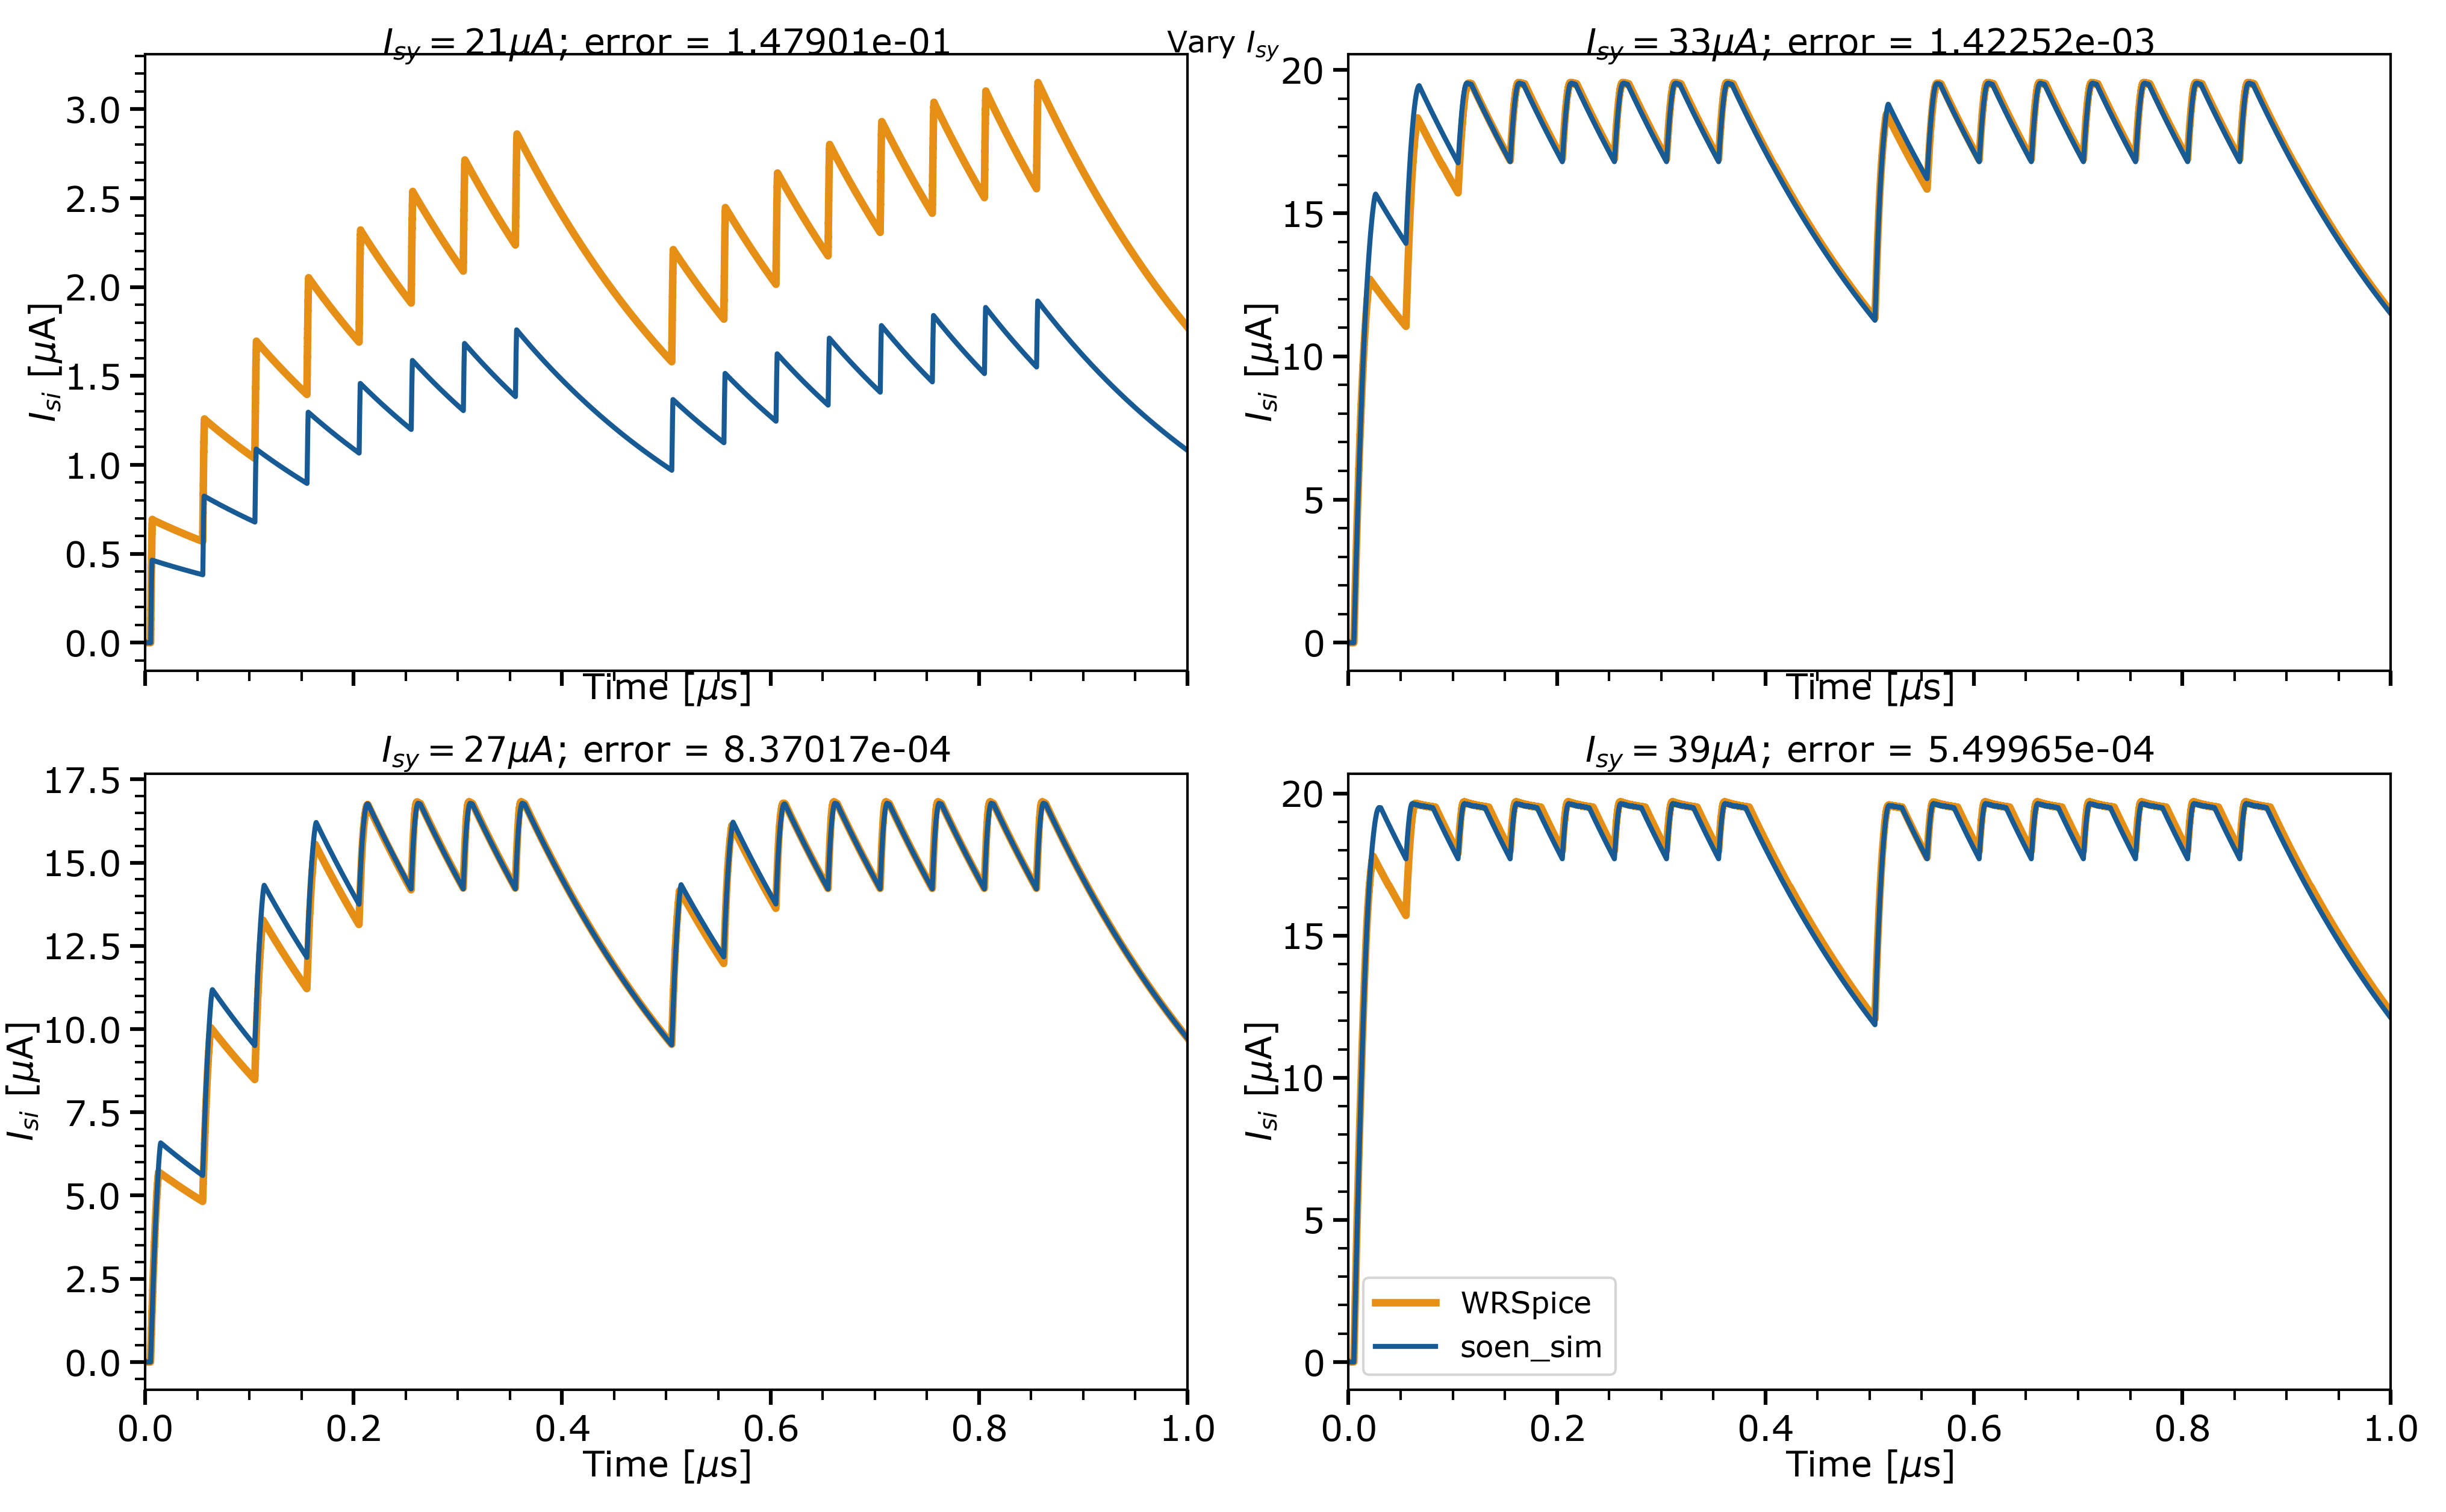 Vary I_sy
I_sy = 21μA; error = 1.47901e-01
3.0
2.5
2.0
1.5
1.0
0.5
0.0
I_si [μA]
Time [μs]
I_sy = 33μA; error = 1.42252e-03
20
15
10
5
0
I_si [μA]
Time [μs]
I_sy = 27μA; error = 8.37017e-04
17.5
15.0
12.5
10.0
7.5
5.0
2.5
0.0
I_si [μA]
0.0 0.2 0.4 0.6 0.8 1.0
Time [μs]
I_sy = 39μA; error = 5.49965e-04
20
15
10
5
0
I_si [μA]
WRSpice
soen_sim
0.0 0.2 0.4 0.6 0.8 1.0
Time [μs]